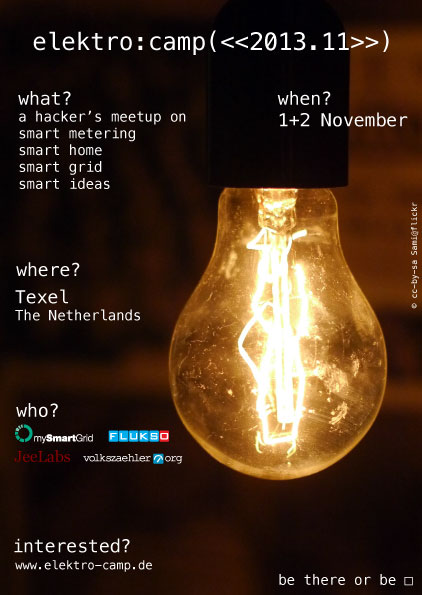 elektro:camp(<<2013.11>>)
what?
a hacker's meetup on
smart metering
smart home
smart grid
smart ideas
when?
1+2 November
© cc-by-sa Sami@flickr
where?
Texel
The Netherlands
who?
mySmartGrid
FLUKSO
JeeLabs
volkszaehler.org
interested?
www.elektro-camp.de
be there or be □